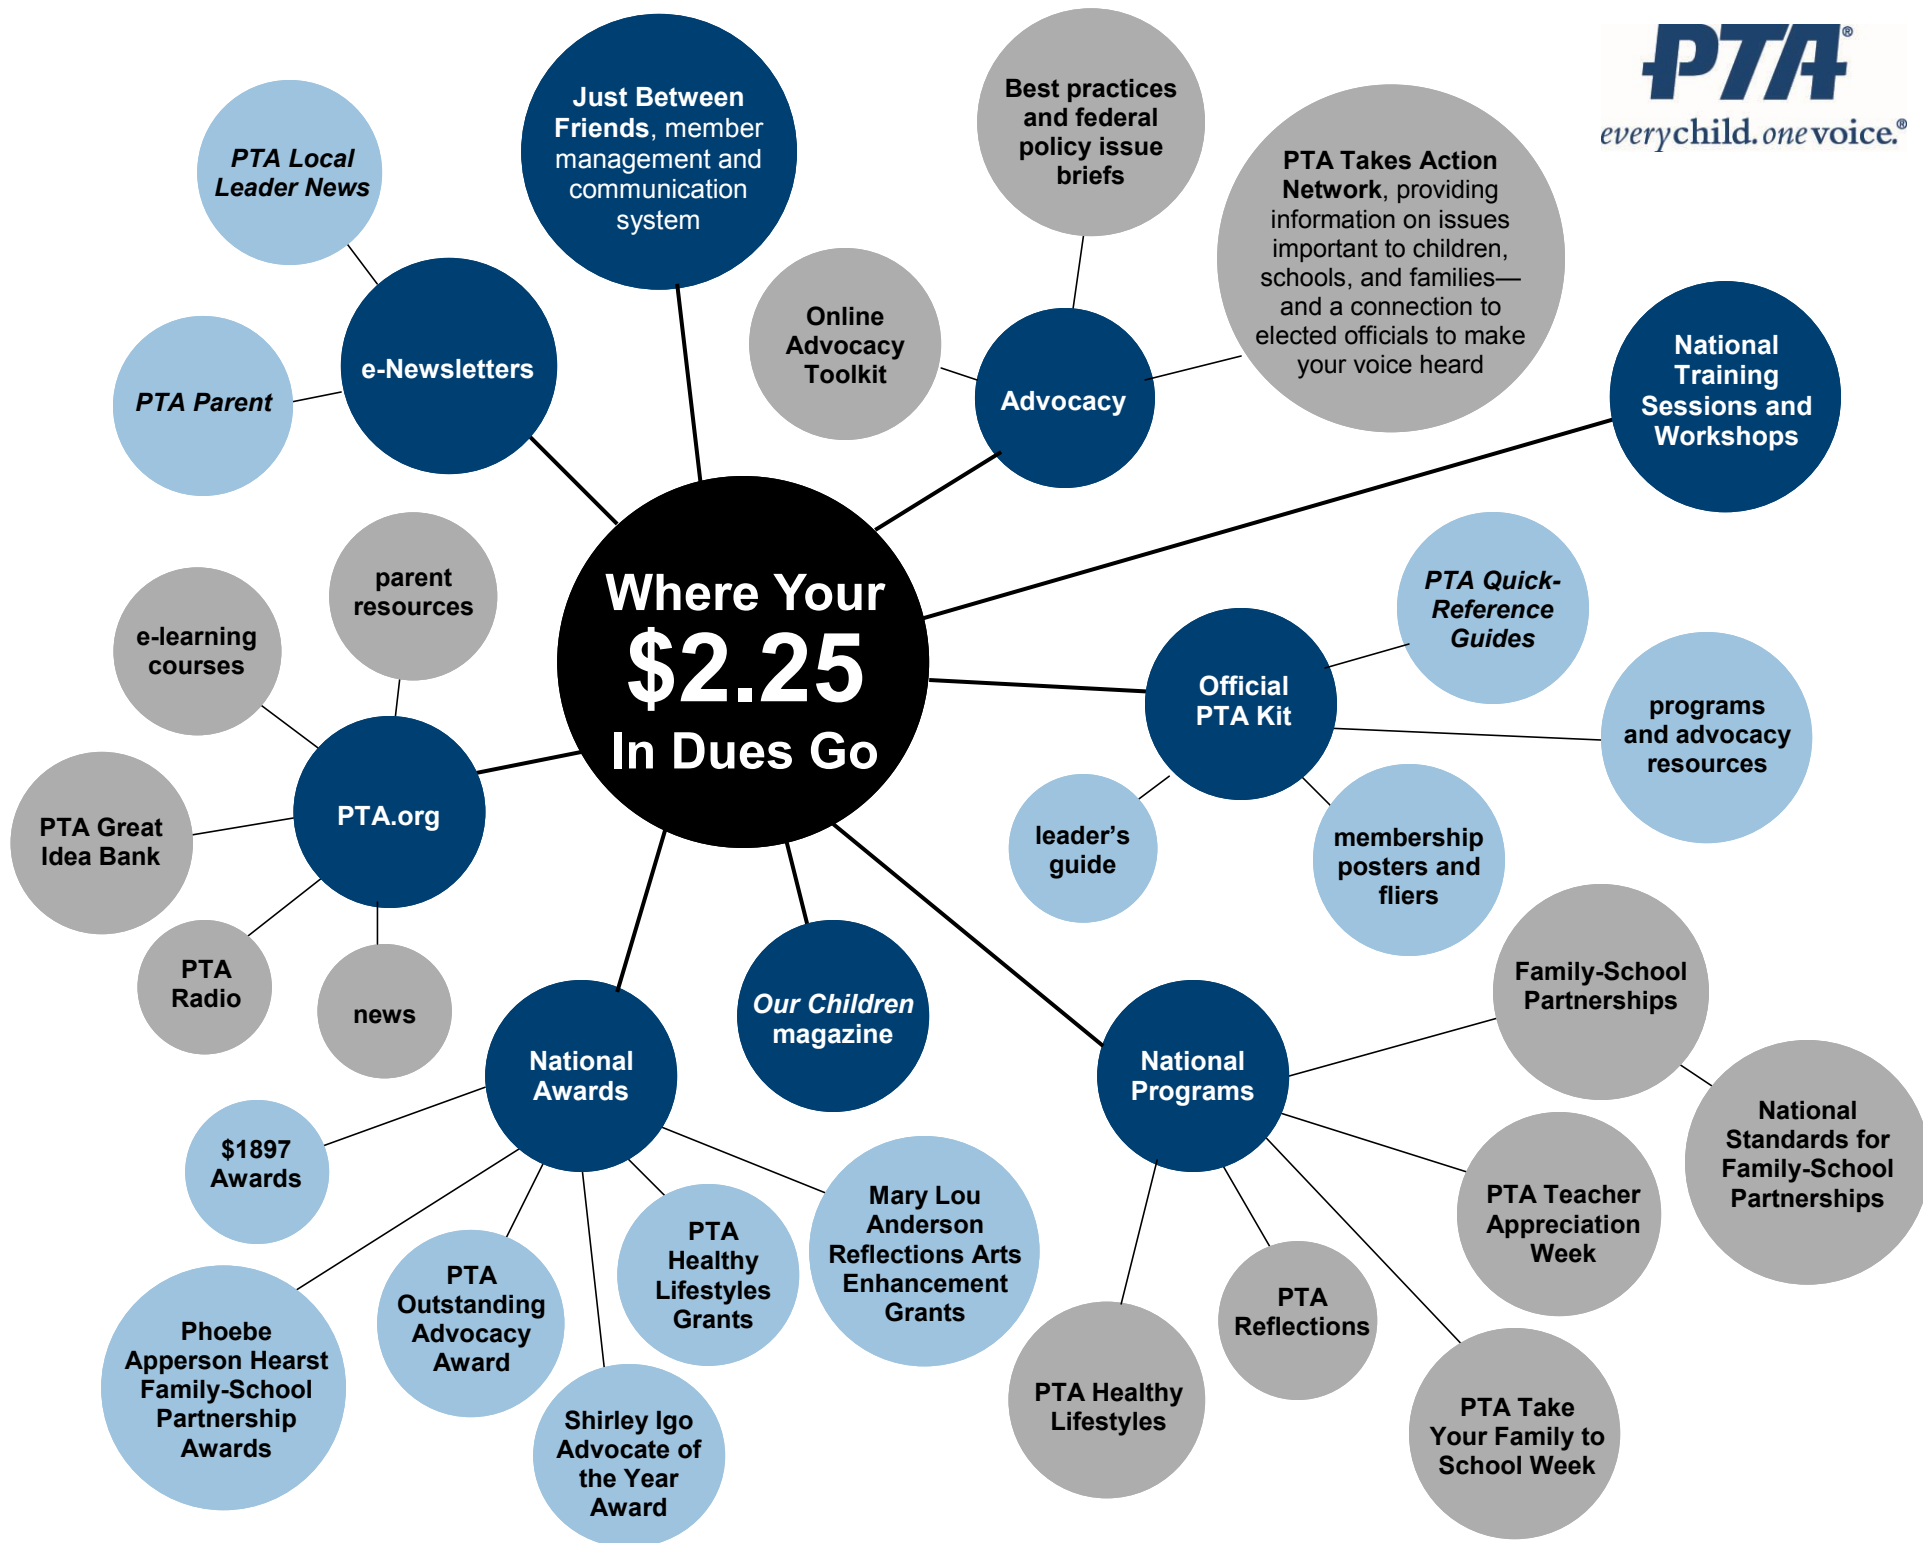 PTA®
everychild. onevoice.®
Just Between
Friends, member
management and
communication
system
Best practices
and federal
policy issue
briefs
PTA Takes Action
Network, providing
information on issues
important to children,
schools, and families—
and a connection to
elected officials to make
your voice heard
PTA Local
Leader News
Online
Advocacy
Toolkit
Advocacy
National
Training
Sessions and
Workshops
e-Newsletters
PTA Parent
Where Your
$2.25
In Dues Go
parent
resources
e-learning
courses
PTA.org
PTA Great
Idea Bank
PTA
Radio
news
Official
PTA Kit
PTA Quick-
Reference
Guides
programs
and advocacy
resources
leader’s
guide
membership
posters and
fliers
National
Awards
Our Children
magazine
National
Programs
Family-School
Partnerships
National
Standards for
Family-School
Partnerships
$1897
Awards
Phoebe
Apperson Hearst
Family-School
Partnership
Awards
PTA
Outstanding
Advocacy
Award
Shirley Igo
Advocate of
the Year
Award
PTA
Healthy
Lifestyles
Grants
Mary Lou
Anderson
Reflections Arts
Enhancement
Grants
PTA Healthy
Lifestyles
PTA
Reflections
PTA Teacher
Appreciation
Week
PTA Take
Your Family to
School Week